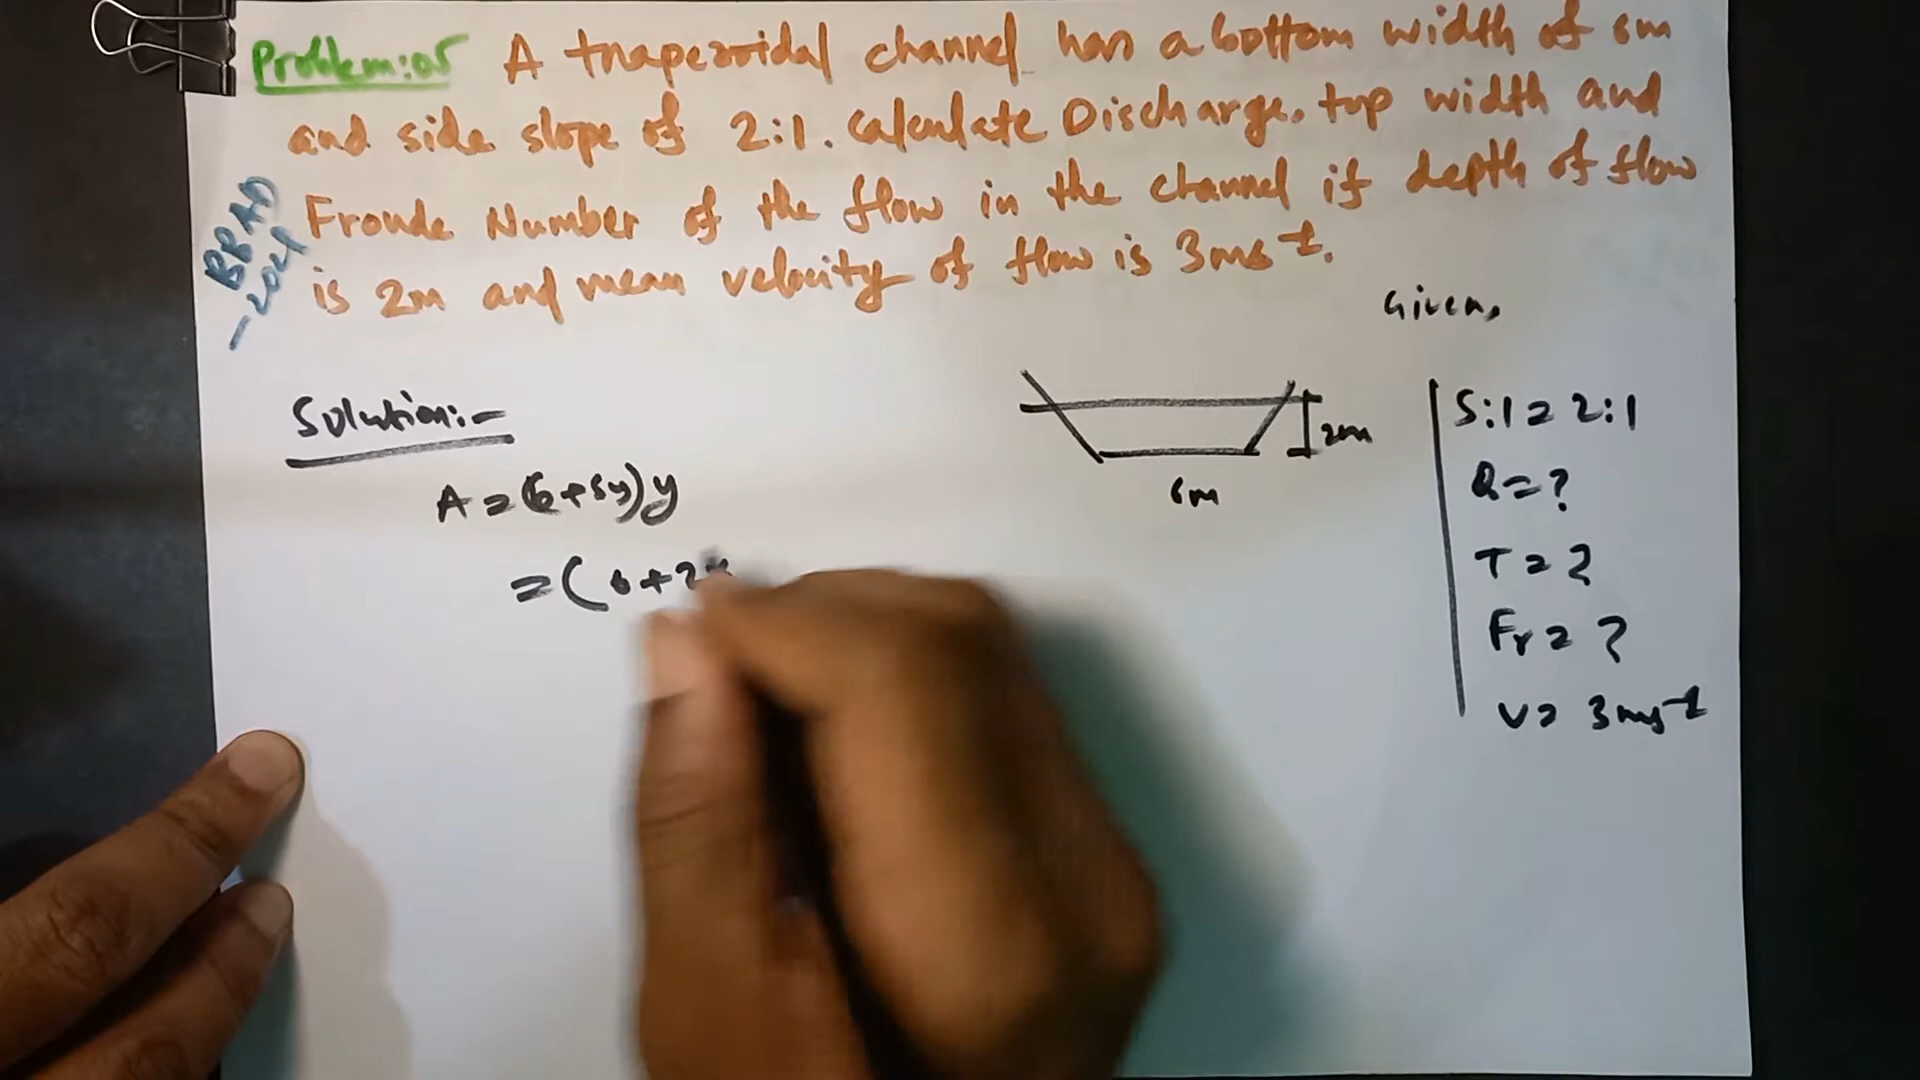 Problem:05 A trapezoidal channel has a bottom width of 6m
and side slope of 2:1. Calculate Discharge, top width and
Froude Number of the flow in the channel if depth of flow
is 2m and mean velocity of flow is 3ms⁻¹.
BBAD
Given,
Solution:-
2m
6m
S:1=2:1
Q=?
T=?
Fr=?
V=3ms⁻¹
A=(b+sy)y
=(6+2